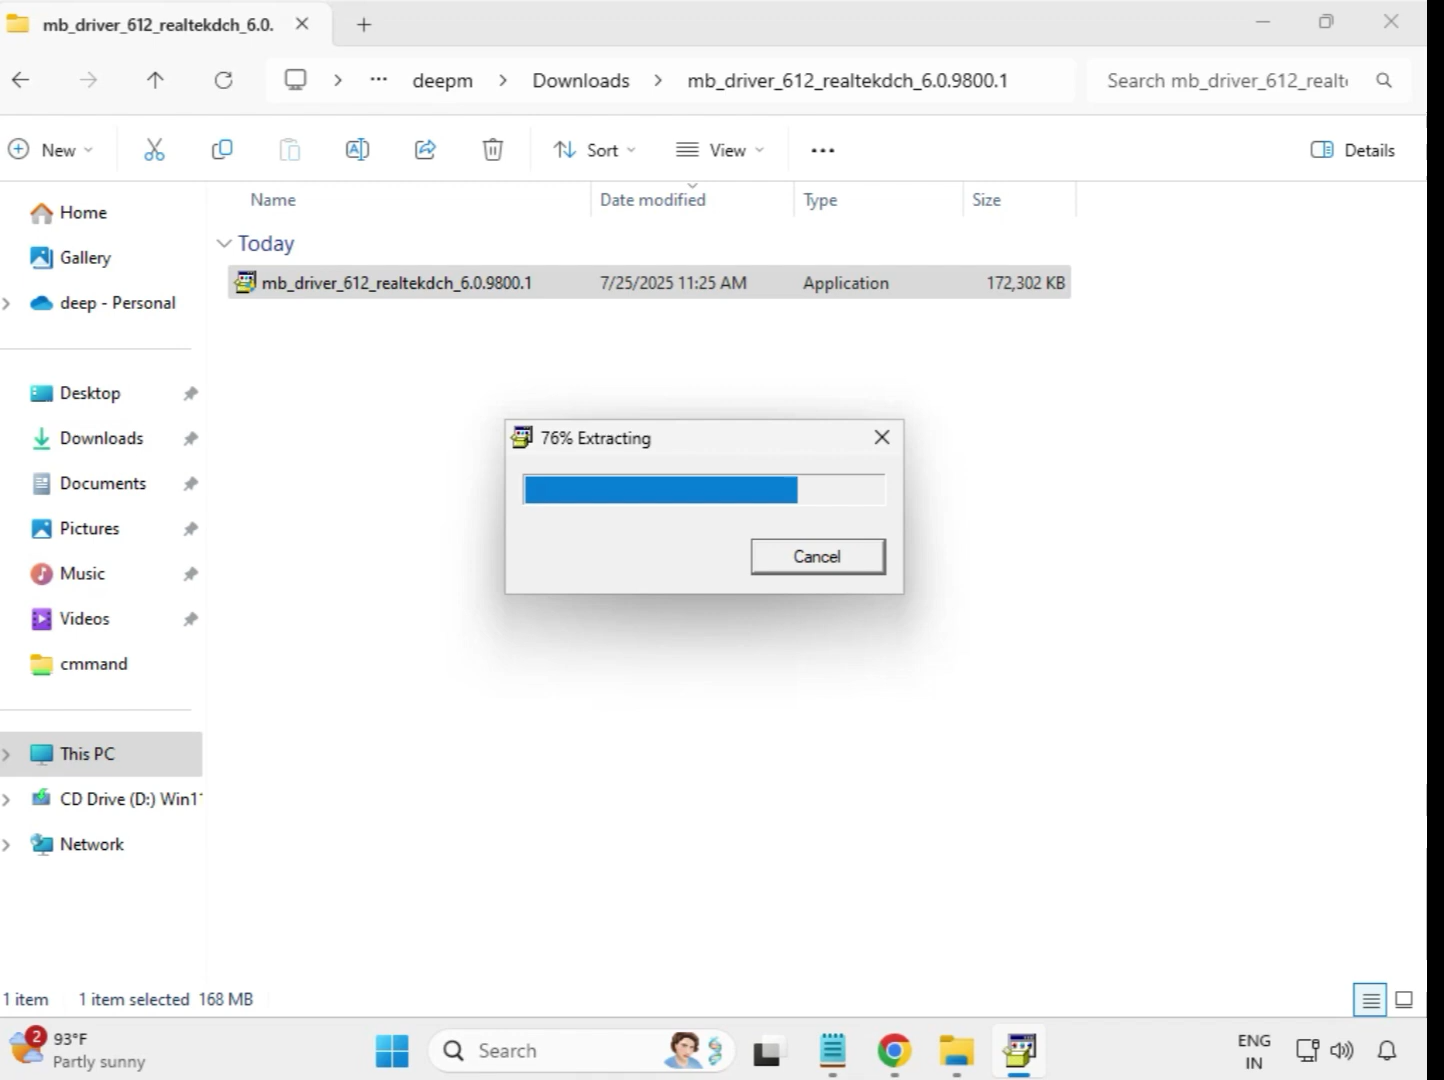 mb_driver_612_realtekdch_6.0.
deepm
Downloads
mb_driver_612_realtekdch_6.0.9800.1
Search mb_driver_612_realt
New
Sort
View
Details
Name
Date modified
Type
Size
Home
Gallery
deep - Personal
Today
mb_driver_612_realtekdch_6.0.9800.1
7/25/2025 11:25 AM
Application
172,302 KB
Desktop
Downloads
Documents
Pictures
Music
Videos
cmmand
76% Extracting
Cancel
This PC
CD Drive (D:) Win1
Network
1 item
1 item selected 168 MB
2
93°F
Partly sunny
Search
ENG
IN